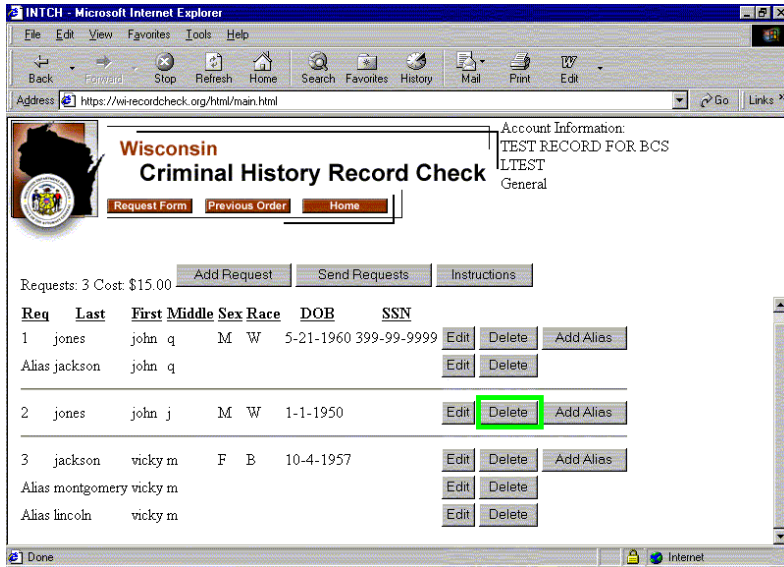 INTCH - Microsoft Internet Explorer
File Edit View Favorites Tools Help
Back Forward Stop Refresh Home Search Favorites History Mail Print Edit
Address https://wi-recordcheck.org/html/main.html Go Links »
Wisconsin
Criminal History Record Check
Request Form Previous Order Home
Account Information:
TEST RECORD FOR BCS
LTEST
General
Requests: 3 Cost: $15.00 Add Request Send Requests Instructions
Req Last First Middle Sex Race DOB SSN
1 jones john q M W 5-21-1960 399-99-9999 Edit Delete Add Alias
Alias jackson john q Edit Delete
2 jones john j M W 1-1-1950 Edit Delete Add Alias
3 jackson vicky m F B 10-4-1957 Edit Delete Add Alias
Alias montgomery vicky m Edit Delete
Alias lincoln vicky m Edit Delete
Done Internet